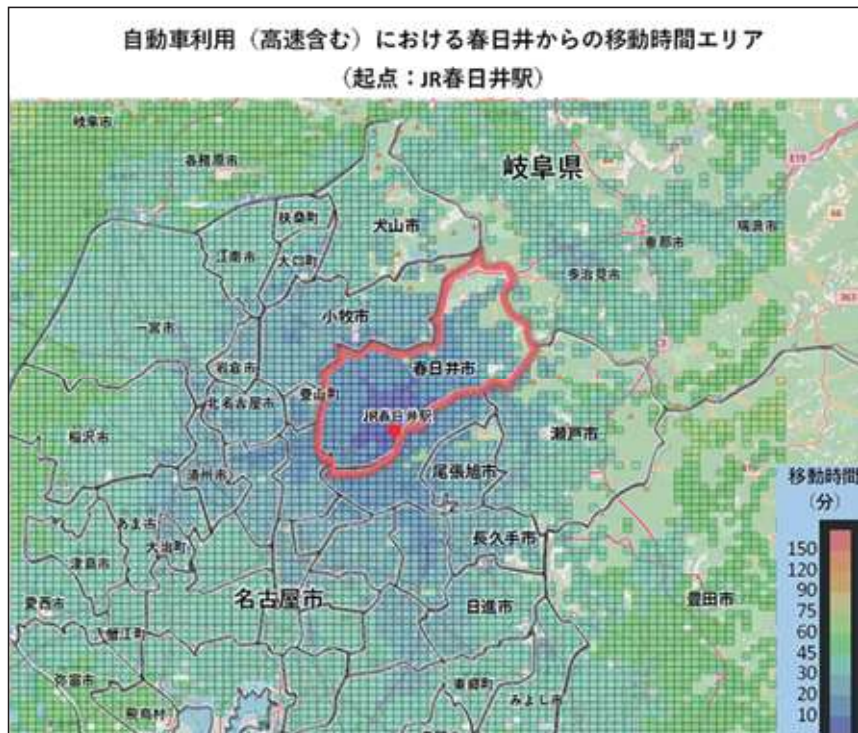 自動車利用（高速含む）における春日井からの移動時間エリア
（起点：JR春日井駅）
岐阜市
各務原市
岐阜県
E19
扶桑町
犬山市
瑞浪市
66
江南市
大口町
多治見市
363
小牧市
一宮市
岩倉市
春日井市
豊山町
北名古屋市
JR春日井駅
稲沢市
瀬戸市
清州市
尾張旭市
移動時間
（分）
あま市
大治町
長久手市
津島市
150
120
名古屋市
日進市
豊田市
90
愛西市
75
蟹江町
60
45
弥富市
東郷町
みよし市
30
20
飛島村
10